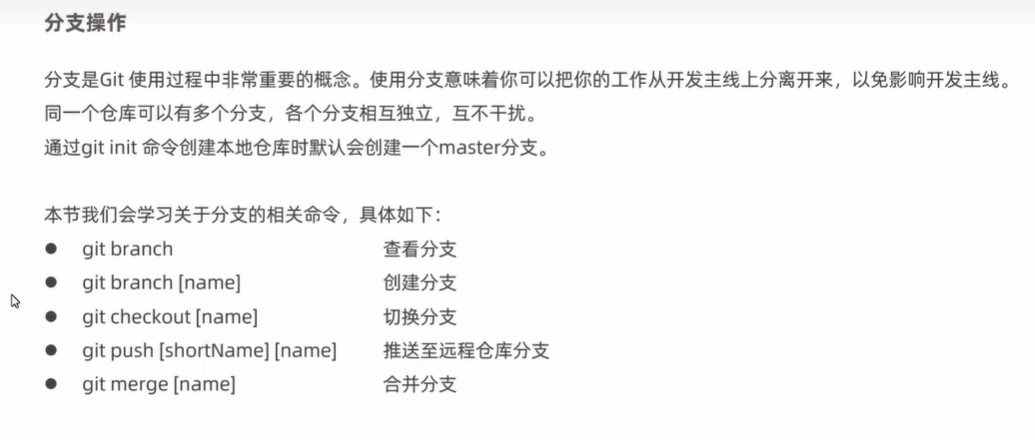 分支操作
分支是Git 使用过程中非常重要的概念。使用分支意味着你可以把你的工作从开发主线上分离开来，以免影响开发主线。
同一个仓库可以有多个分支，各个分支相互独立，互不干扰。
通过git init 命令创建本地仓库时默认会创建一个master分支。
本节我们会学习关于分支的相关命令，具体如下：
● git branch 查看分支
● git branch [name] 创建分支
● git checkout [name] 切换分支
● git push [shortName] [name] 推送至远程仓库分支
● git merge [name] 合并分支